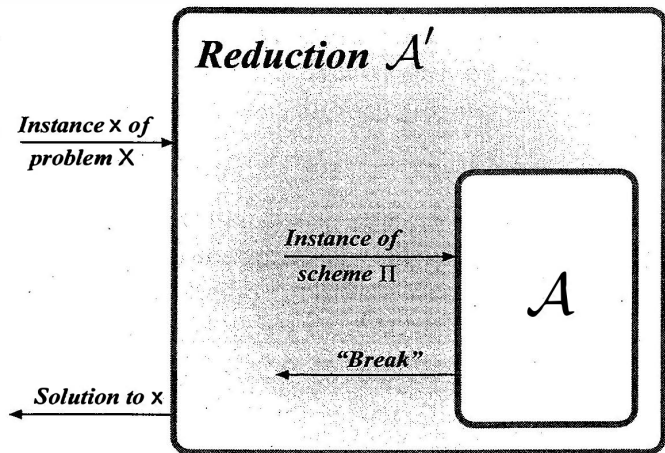 Reduction 𝒜′
Instance x of
problem X
Instance of
scheme Π
𝒜
"Break"
Solution to x